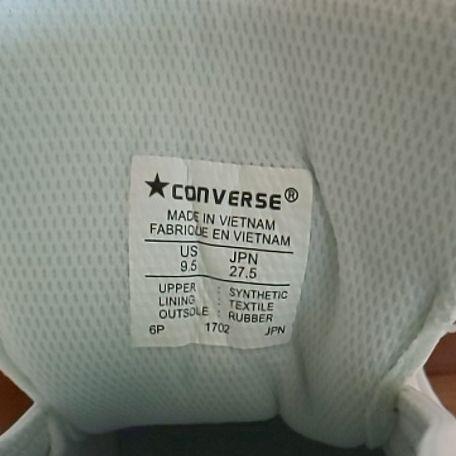 ★CONVERSE®
MADE IN VIETNAM
FABRIQUE EN VIETNAM
US JPN
9.5 27.5
UPPER : SYNTHETIC
LINING : TEXTILE
OUTSOLE : RUBBER
6P 1702 JPN